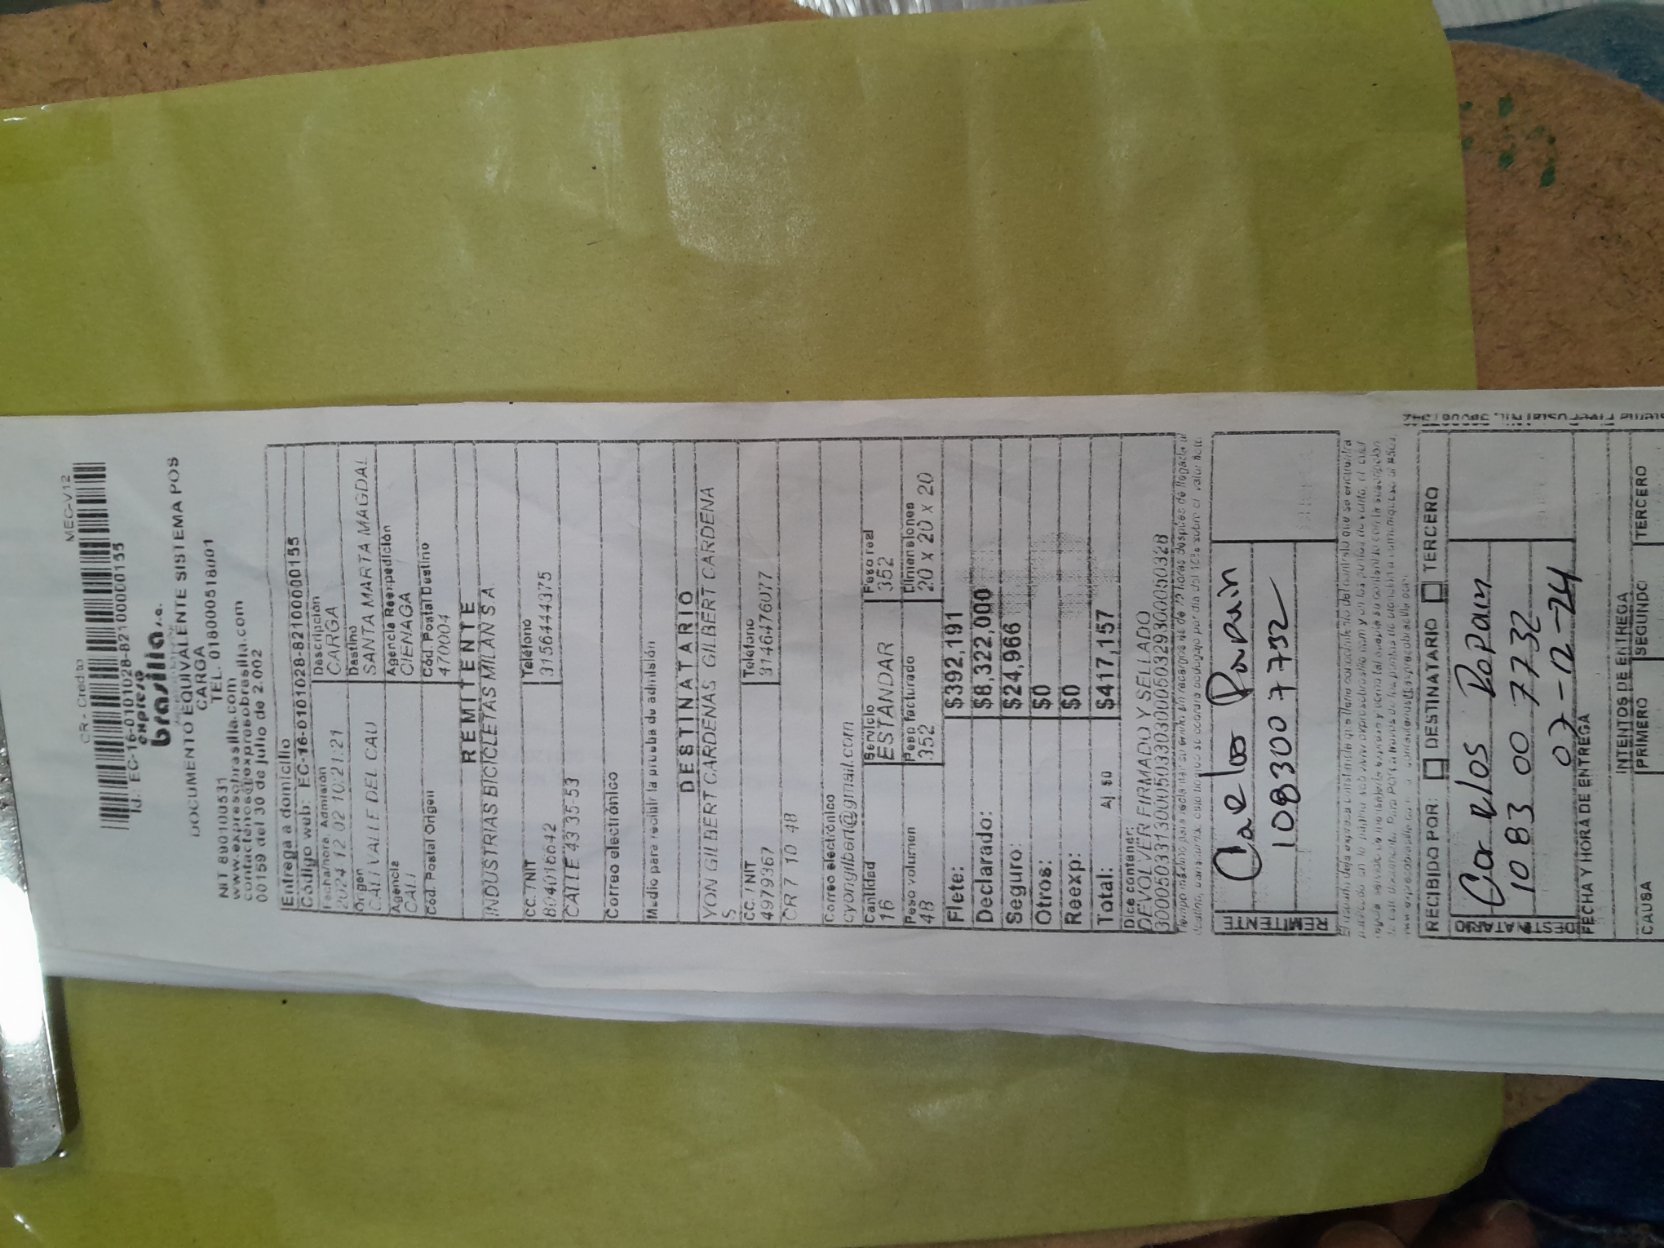 CR - Credito MEC-V12
Id.: EC-16-0101028-8210000000155
expreso
brasilia s.a.
DOCUMENTO EQUIVALENTE SISTEMA POS
CARGA
TEL. 018000518001
NIT 890100531
www.expresobrasilia.com
contactenos@expresobrasilia.com
00159 del 30 de julio de 2.002
Entrega a domicilio
Código web: EC-16-0101028-8210000000155
Fecha/hora Admisión Descripción
2024 12 02 10:21:21 CARGA
Origen Destino
CALI VALLE DEL CAU SANTA MARTA MAGDAL
Agencia Agencia Reexpedición
CALI CIENAGA
Cód. Postal Origen Cód. Postal Destino
470004
REMITENTE
INDUSTRIAS BICICLETAS MILAN S A
CC. / NIT Teléfono
804016642 3156444375
CALLE 43 35-53
Correo electrónico
Medio para recibir la prueba de admisión
DESTINATARIO
YON GILBERT CARDENAS GILBERT CARDENA
S
CC. / NIT Teléfono
4979367 3146476077
CR 7 10 48
Correo electrónico
cyongilbert@gmail.com
Cantidad Servicio Peso real
16 ESTANDAR 352
Peso volumen Peso facturado Dimensiones
48 352 20 x 20 x 20
Flete: $392,191
Declarado: $8,322,000
Seguro: $24,966
Otros: $0
Reexp: $0
Total: $417,157
Dice contener:
DEVOLVER FIRMADO Y SELLADO
REMITENTE
Carlos Popain
1083007732
RECIBIDO POR: DESTINATARIO TERCERO
DESTINATARIO
Carlos Popain
1083 00 7732
07-12-24
FECHA Y HORA DE ENTREGA
INTENTOS DE ENTREGA
CAUSA PRIMERO SEGUNDO TERCERO